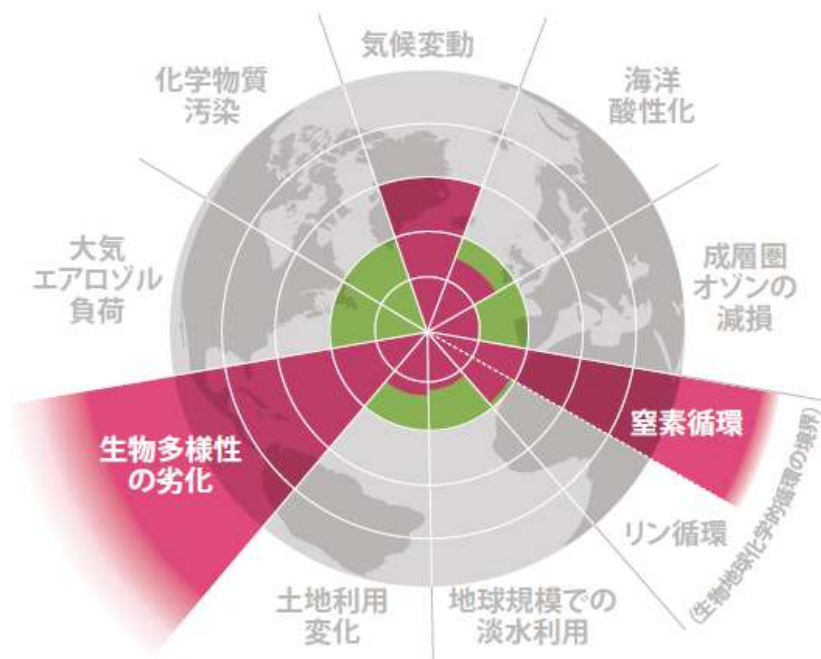 気候変動
海洋
酸性化
成層圏
オゾンの
減損
窒素循環
リン循環
(生物地球化学的循環の境界)
地球規模での
淡水利用
土地利用
変化
生物多様性
の劣化
大気
エアロゾル
負荷
化学物質
汚染